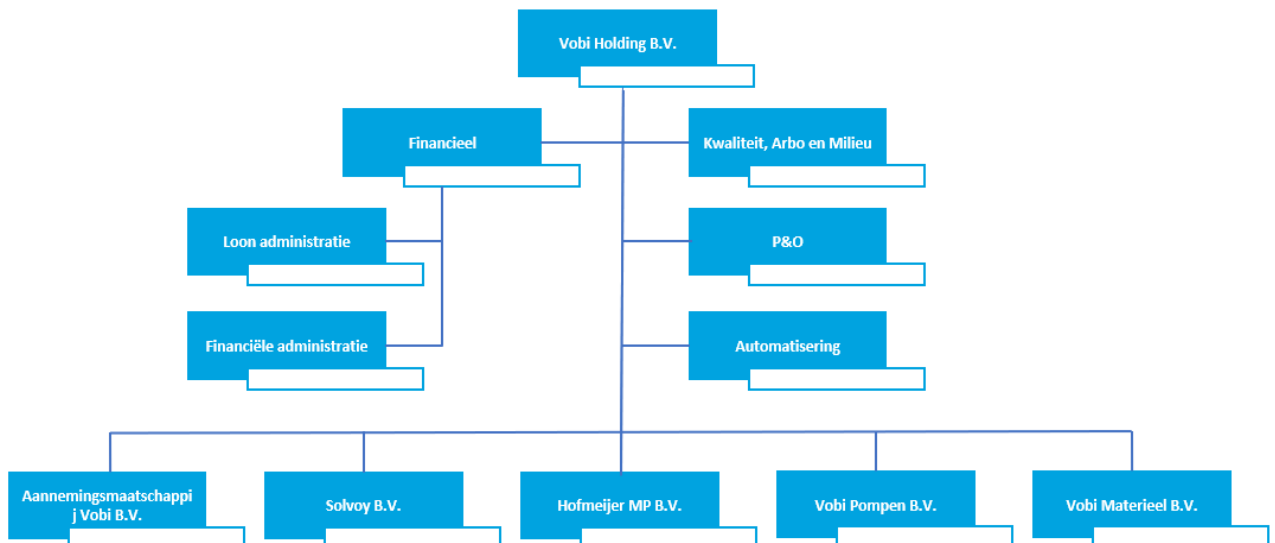 Vobi Holding B.V.
Financieel
Kwaliteit, Arbo en Milieu
Loon administratie
P&O
Financiële administratie
Automatisering
Aannemingsmaatschappi
j Vobi B.V.
Solvoy B.V.
Hofmeijer MP B.V.
Vobi Pompen B.V.
Vobi Materieel B.V.